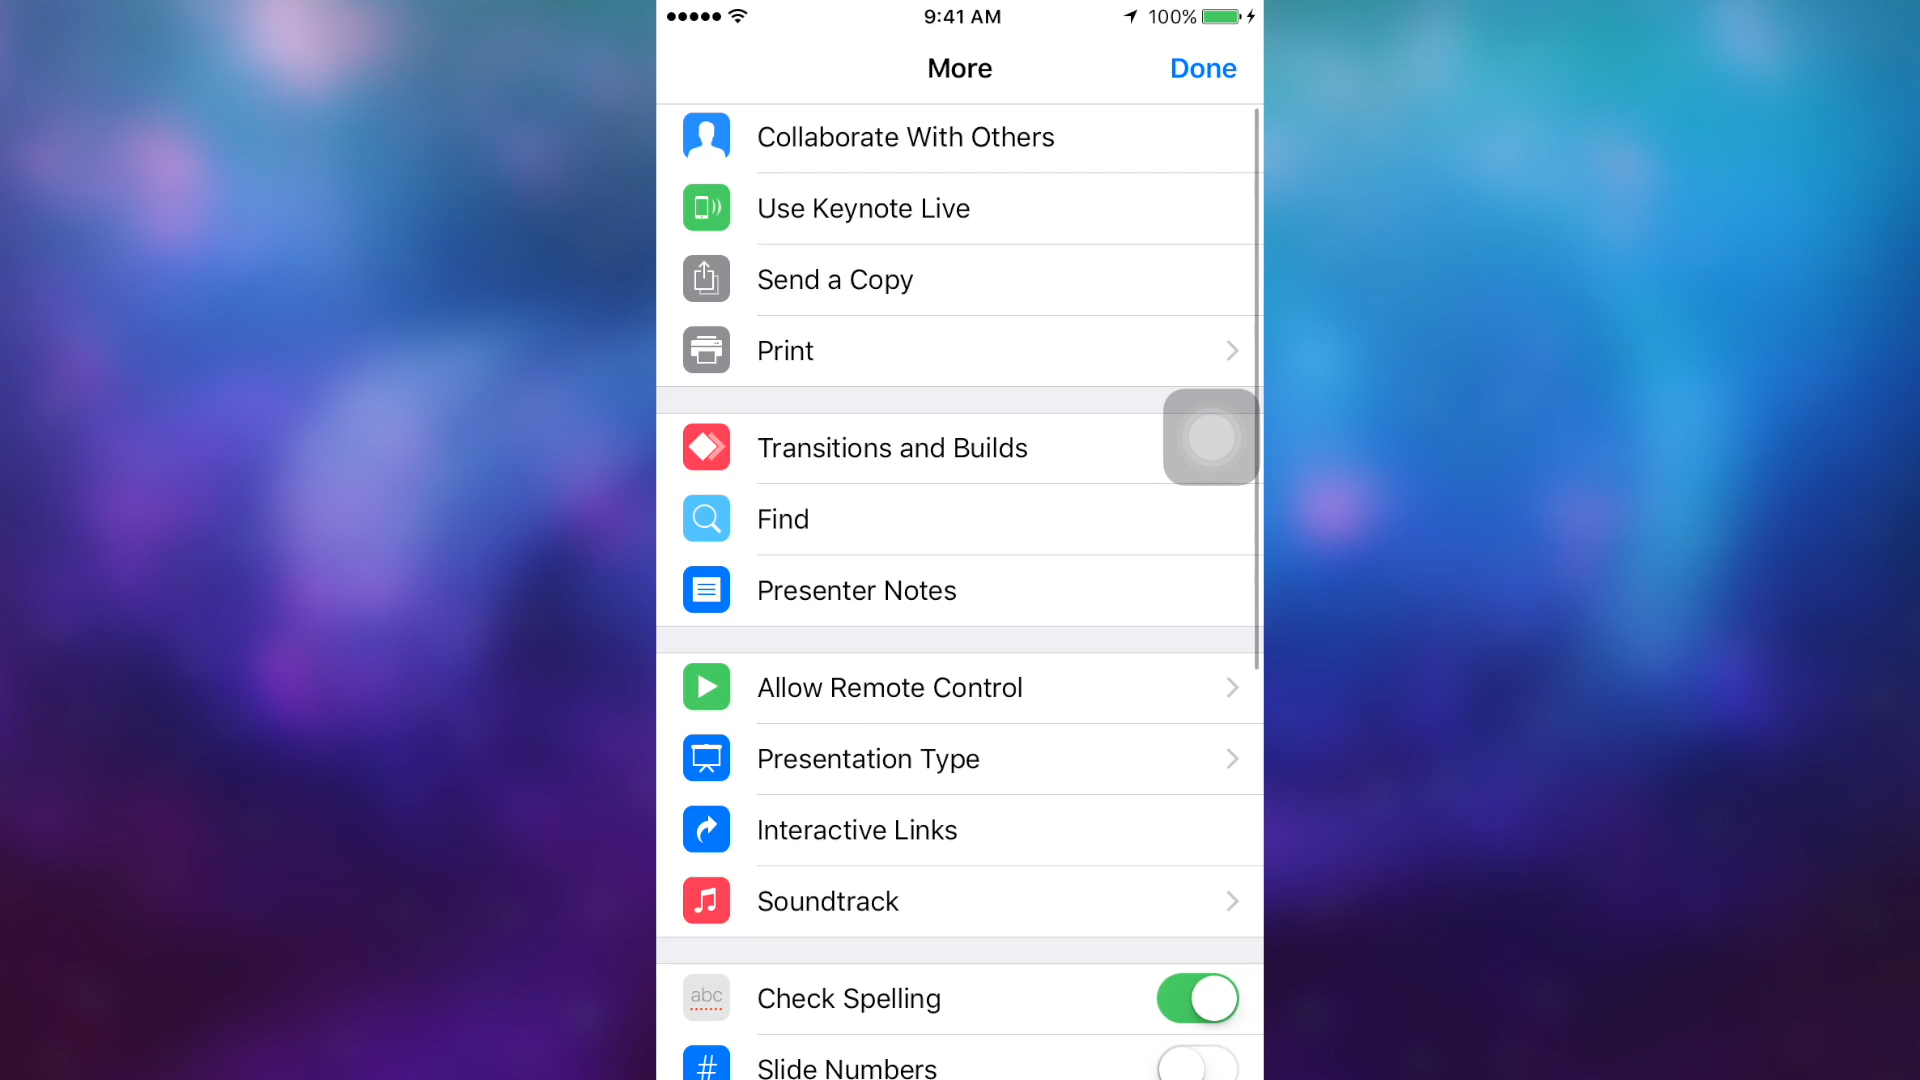 9:41 AM
100%
More
Done
Collaborate With Others
Use Keynote Live
Send a Copy
Print
Transitions and Builds
Find
Presenter Notes
Allow Remote Control
Presentation Type
Interactive Links
Soundtrack
abc
Check Spelling
#
Slide Numbers